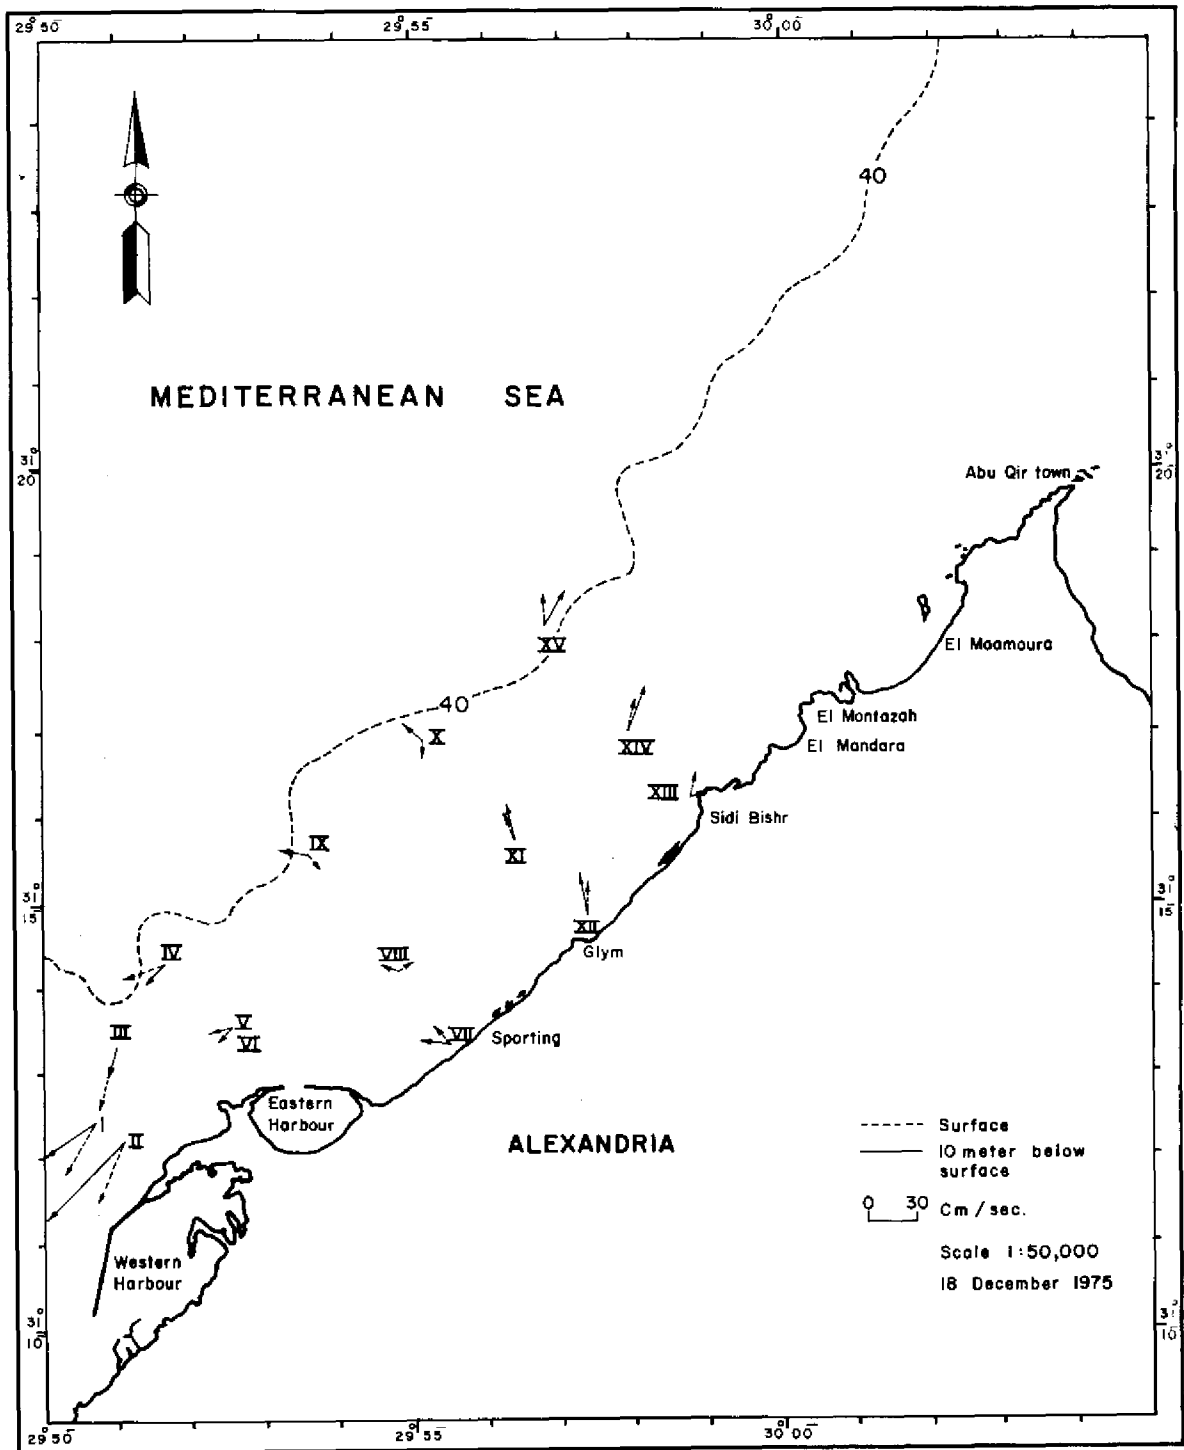 29°50' 29°55' 30°00'
40
MEDITERRANEAN SEA
31°20' 31°20'
Abu Qir town
El Maamoura
XV
40
El Montazah
X
XIV
El Mandara
XIII
Sidi Bishr
IX
XI
31°15' 31°15'
XII
Glym
IV
VIII
III
V
VII
Sporting
VI
Eastern
Harbour
I
II
ALEXANDRIA
Surface
10 meter below
surface
0 30 Cm/sec.
Scale 1:50,000
18 December 1975
Western
Harbour
31°10' 31°10'
29°50' 29°55' 30°00'